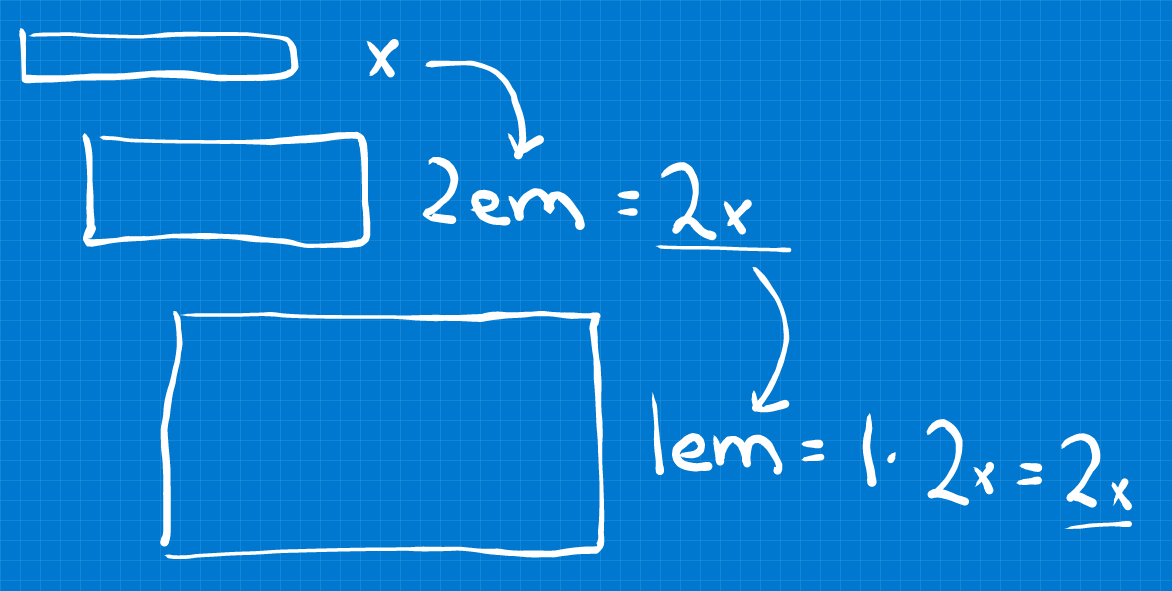 x
2em = 2x
1em = 1·2x = 2x